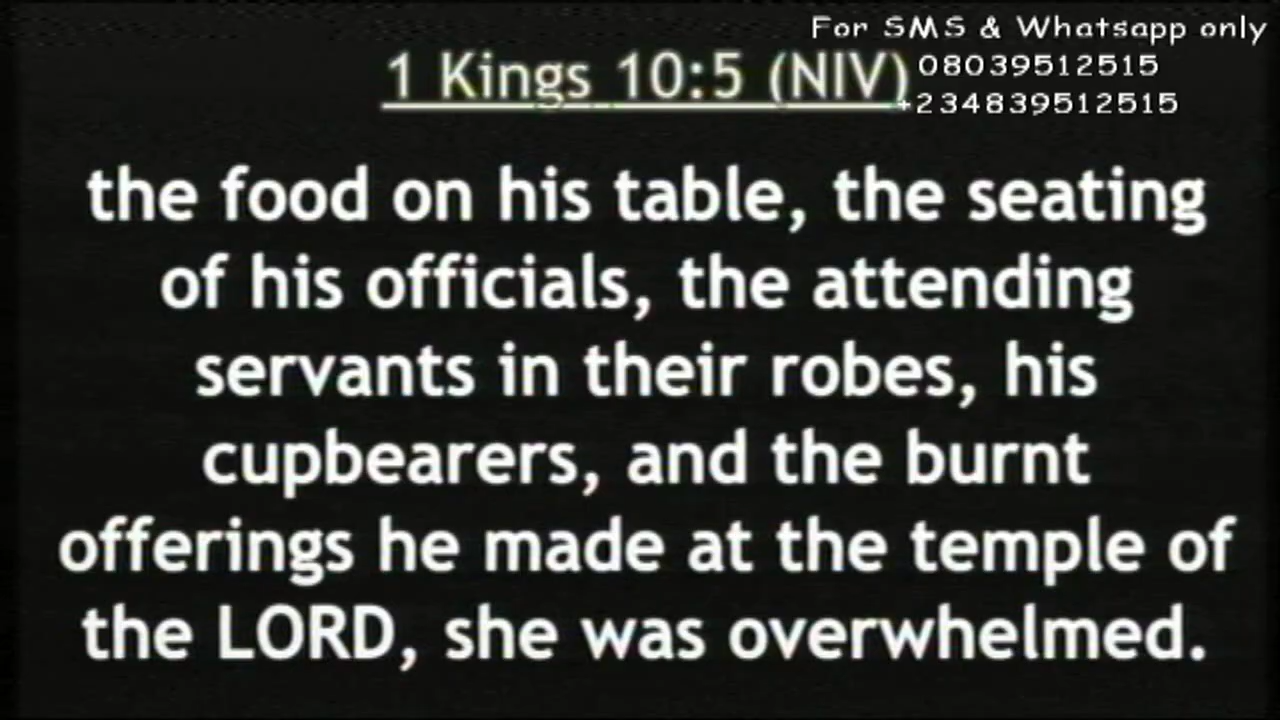 For SMS & Whatsapp only
08039512515
+234839512515
1 Kings 10:5 (NIV)
the food on his table, the seating
of his officials, the attending
servants in their robes, his
cupbearers, and the burnt
offerings he made at the temple of
the LORD, she was overwhelmed.